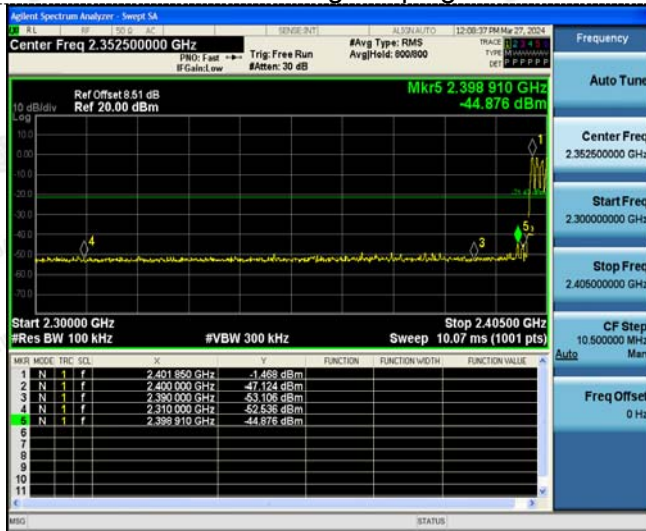 Agilent Spectrum Analyzer - Swept SA
RL RF 50 Ω AC SENSE:INT ALIGNAUTO 12:00:37 PM Mar 27, 2024
Center Freq 2.352500000 GHz
PNO: Fast
IFGain:Low
Trig: Free Run
#Atten: 30 dB
#Avg Type: RMS
Avg|Hold: 800/800
TRACE 1 2 3 4 5 6
TYPE M
DET P P P P P P
Ref Offset 8.51 dB
10 dB/div Ref 20.00 dBm
Log
Mkr5 2.398 910 GHz
-44.876 dBm
10.0
0.00
-10.0
-20.0
-30.0
-40.0
-50.0
-60.0
-70.0
1
4
3
5
Start 2.30000 GHz Stop 2.40500 GHz
#Res BW 100 kHz #VBW 300 kHz Sweep 10.07 ms (1001 pts)
MKR MODE TRC SCL X Y FUNCTION FUNCTION WIDTH FUNCTION VALUE
1 N 1 f 2.401 850 GHz -1.468 dBm
2 N 1 f 2.400 000 GHz -47.124 dBm
3 N 1 f 2.390 000 GHz -53.106 dBm
4 N 1 f 2.310 000 GHz -52.536 dBm
5 N 1 f 2.398 910 GHz -44.876 dBm
6
7
8
9
10
11
MSG STATUS
Frequency
Auto Tune
Center Freq
2.352500000 GHz
Start Freq
2.300000000 GHz
Stop Freq
2.405000000 GHz
CF Step
10.500000 MHz
Auto Man
Freq Offset
0 Hz